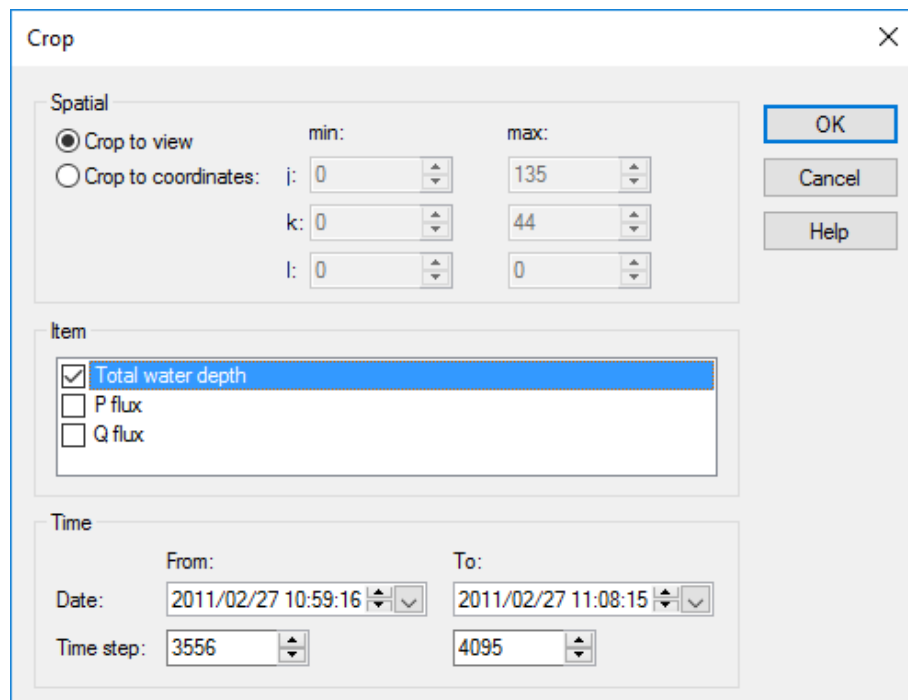 Crop
Spatial
Crop to view
min:
max:
Crop to coordinates:
j: 0
135
k: 0
44
l: 0
0
OK
Cancel
Help
Item
Total water depth
P flux
Q flux
Time
From:
To:
Date:
2011/02/27 10:59:16
2011/02/27 11:08:15
Time step:
3556
4095